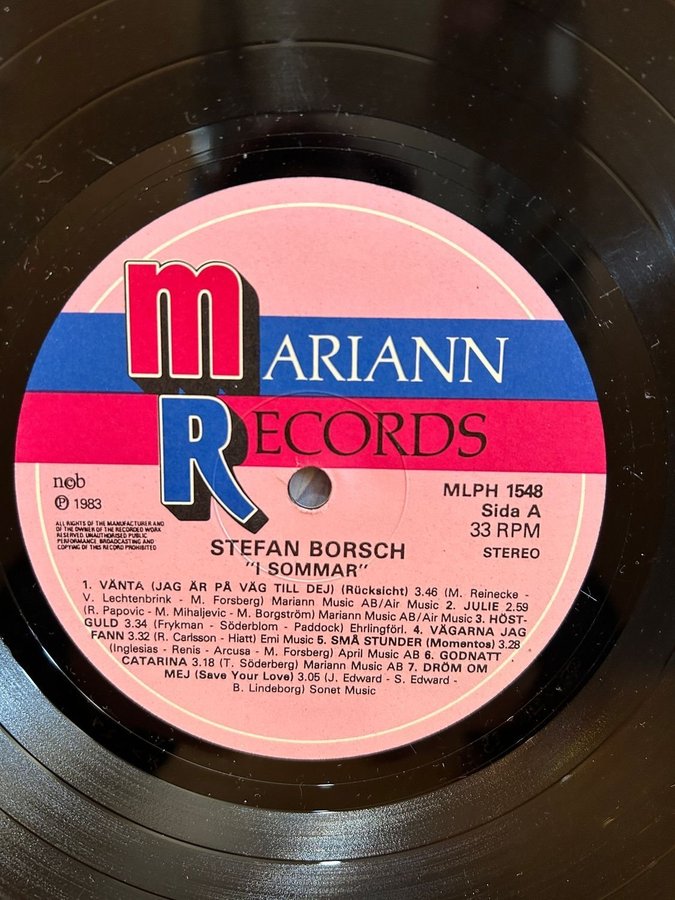 MARIANN
RECORDS
ncb
℗ 1983
ALL RIGHTS OF THE MANUFACTURER AND
OF THE OWNER OF THE RECORDED WORK
RESERVED. UNAUTHORISED PUBLIC
PERFORMANCE BROADCASTING AND
COPYING OF THIS RECORD PROHIBITED
MLPH 1548
Sida A
33 RPM
STEREO
STEFAN BORSCH
"I SOMMAR"
1. VÄNTA (JAG ÄR PÅ VÄG TILL DEJ) (Rücksicht) 3.46 (M. Reinecke -
V. Lechtenbrink - M. Forsberg) Mariann Music AB/Air Music 2. JULIE 2.59
(R. Papovic - M. Mihaljevic - M. Borgström) Mariann Music AB/Air Music 3. HÖST-
GULD 3.34 (Frykman - Söderblom - Paddock) Ehrlingförl. 4. VÄGARNA JAG
FANN 3.32 (R. Carlsson - Hiatt) Emi Music 5. SMÅ STUNDER (Momentos) 3.28
(Inglesias - Renis - Arcusa - M. Forsberg) April Music AB 6. GODNATT
CATARINA 3.18 (T. Söderberg) Mariann Music AB 7. DRÖM OM
MEJ (Save Your Love) 3.05 (J. Edward - S. Edward -
B. Lindeborg) Sonet Music